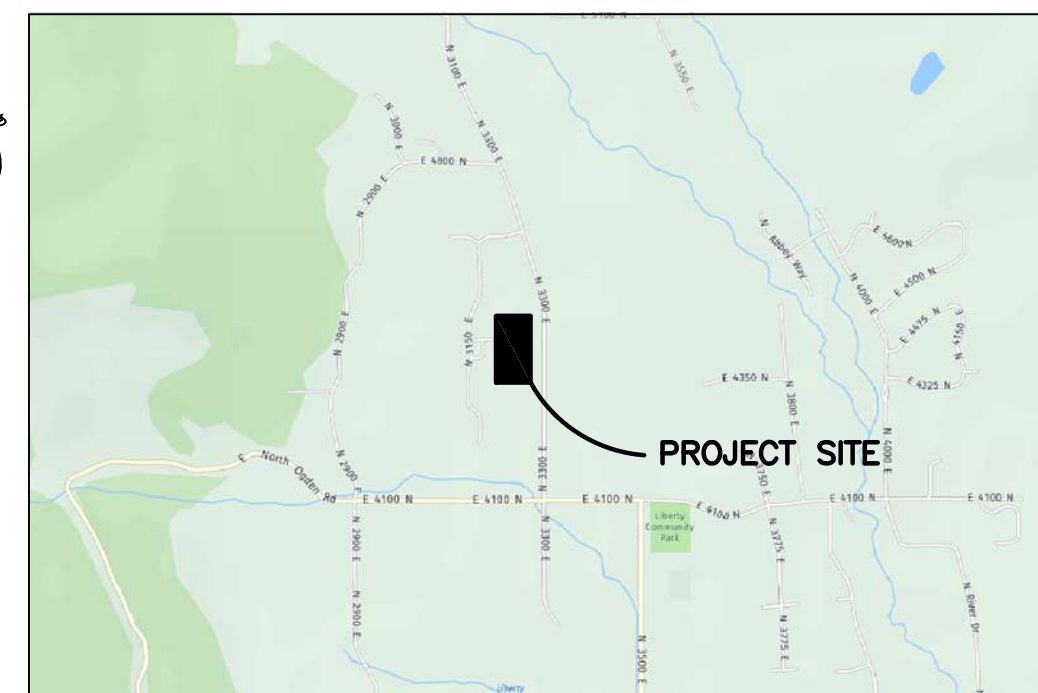 N 3100 E
N 3550 E
N 3000 E
N 3300 E
E 4800 N
N 2900 E
N Abbey Way
E 4600 N
E 4500 N
N 4000 E
N 3300 E
E 4475 N
N 4150 E
N 2900 E
N 3150 E
E 4350 N
E 4325 N
N 3800 E
PROJECT SITE
N 4000 E
N 3300 E
E North Ogden Rd
N 2900 E
E 4100 N
E 4100 N
E 4100 N
E 4100 N
E 4100 N
E 4100 N
Liberty
Community
Park
N 2900 E
N 3300 E
N 3775 E
N 2900 E
N River Dr
N 3500 E
N 3775 E
Liberty